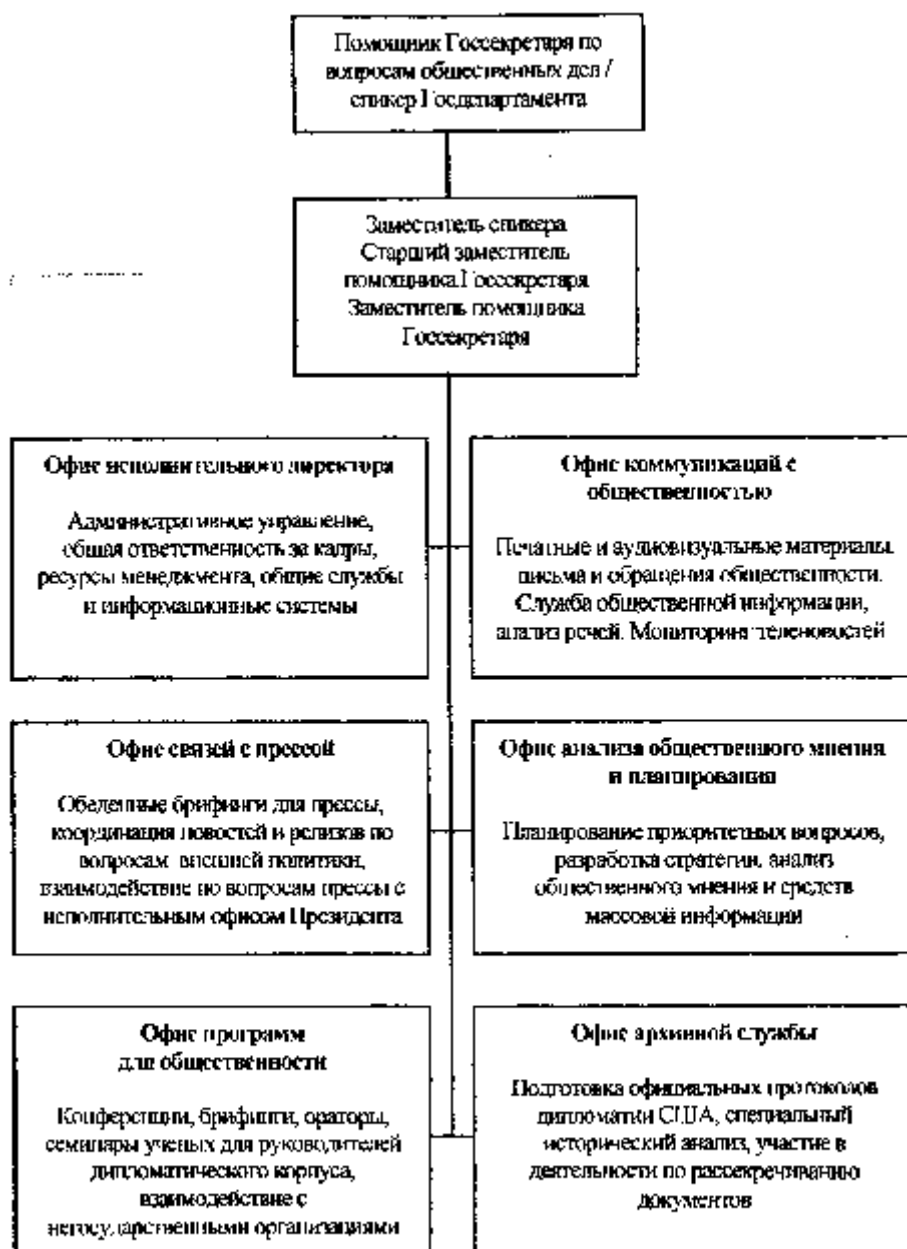 Помощник Госсекретаря по
вопросам общественных дел /
спикер Госдепартамента
Заместитель спикера
Старший заместитель
помощника Госсекретаря
Заместитель помощника
Госсекретаря
Офис исполнительного директора
Административное управление,
общая ответственность за кадры,
ресурсы менеджмента, общие службы
и информационные системы
Офис коммуникаций с
общественностью
Печатные и аудиовизуальные материалы,
письма и обращения общественности.
Служба общественной информации,
анализ речей. Мониторинг теленовостей
Офис связей с прессой
Обеденные брифинги для прессы,
координация новостей и релизов по
вопросам внешней политики,
взаимодействие по вопросам прессы с
исполнительным офисом Президента
Офис анализа общественного мнения
и планирования
Планирование приоритетных вопросов,
разработка стратегии, анализ
общественного мнения и средств
массовой информации
Офис программ
для общественности
Конференции, брифинги, ораторы,
семинары ученых для руководителей
дипломатического корпуса,
взаимодействие с
негосударственными организациями
Офис архивной службы
Подготовка официальных протоколов
дипломатии США, специальный
исторический анализ, участие в
деятельности по рассекречиванию
документов